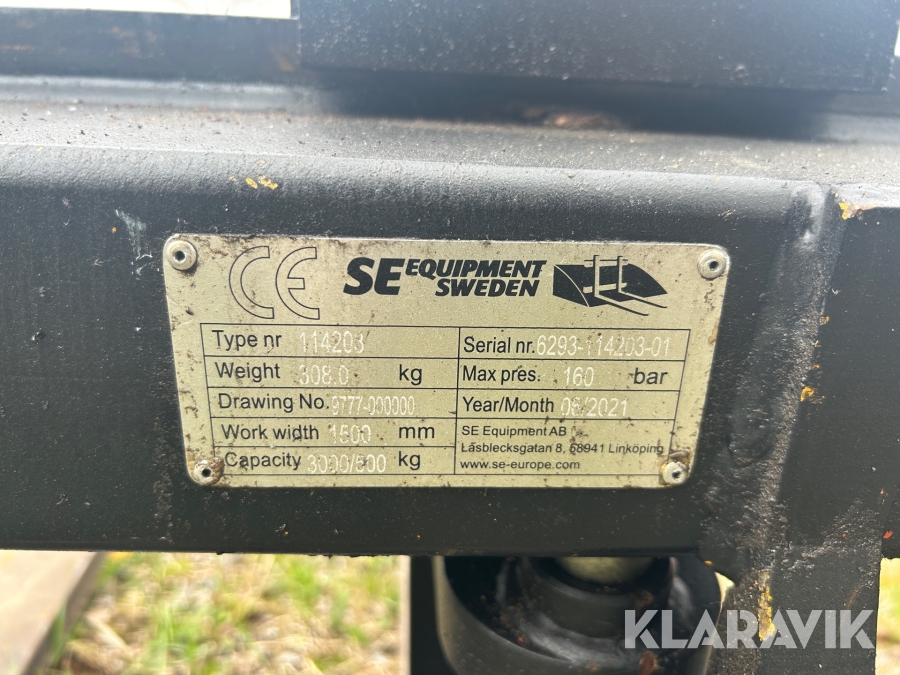 CE SE EQUIPMENT SWEDEN
Type nr 114203
Serial nr. 6293-114203-01
Weight 308.0 kg
Max pres. 160 bar
Drawing No. 9777-000000
Year/Month 06/2021
Work width 1500 mm
SE Equipment AB
Låsblecksgatan 8, 58941 Linköping
www.se-europe.com
Capacity 3000/500 kg
KLARAVIK